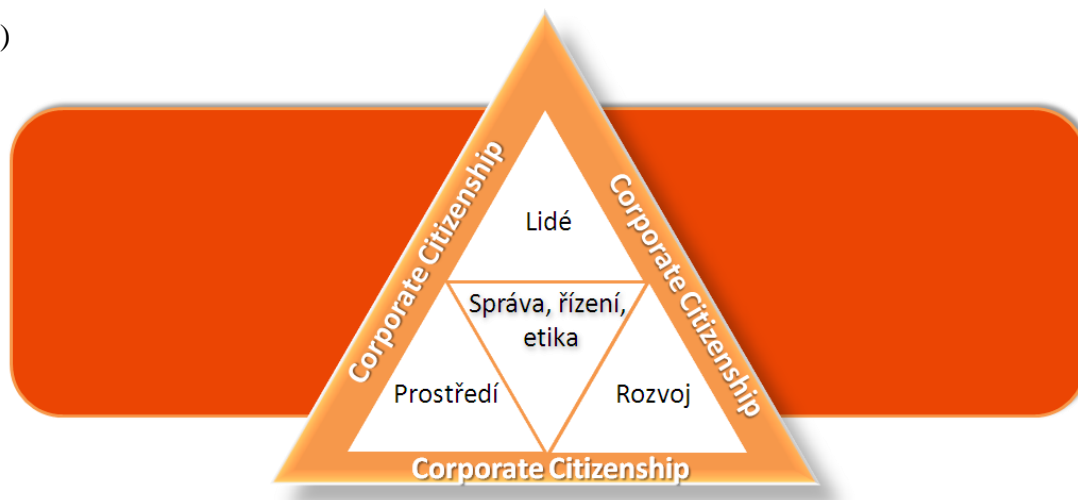 )
Corporate Citizenship
Corporate Citizenship
Lidé
Správa, řízení,
etika
Prostředí
Rozvoj
Corporate Citizenship